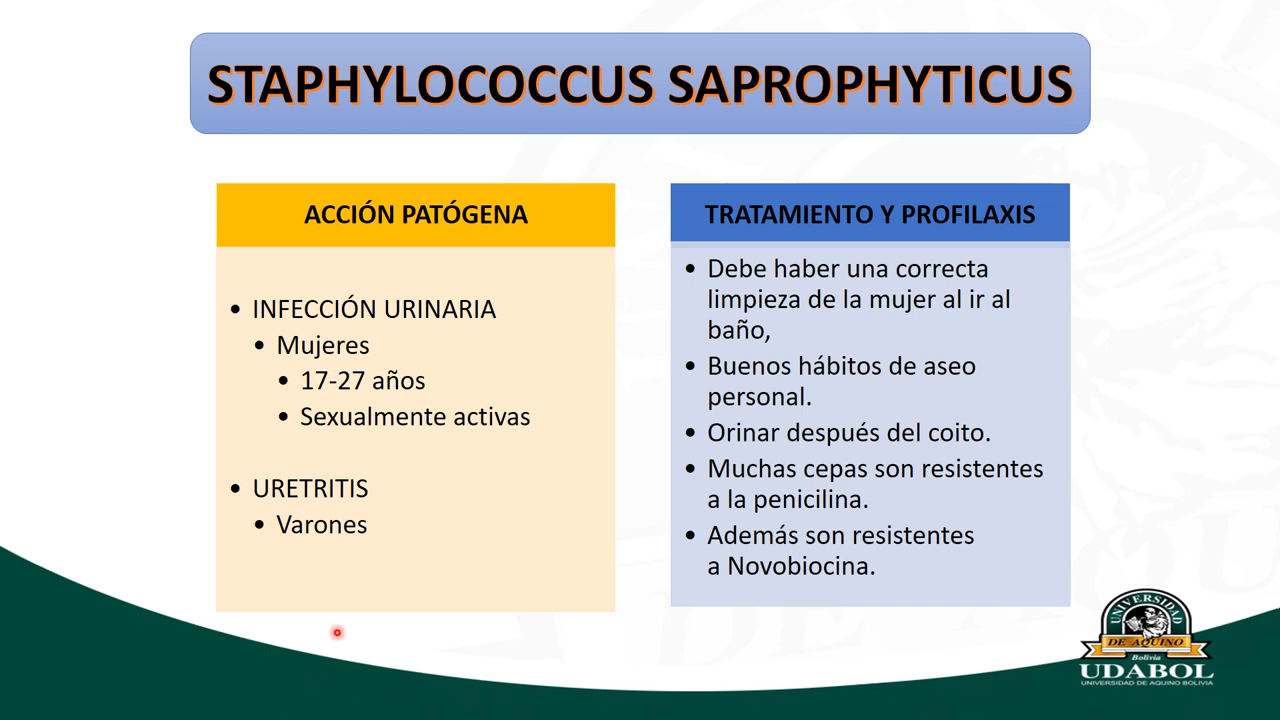 STAPHYLOCOCCUS SAPROPHYTICUS
ACCIÓN PATÓGENA
• INFECCIÓN URINARIA
• Mujeres
• 17-27 años
• Sexualmente activas
• URETRITIS
• Varones
TRATAMIENTO Y PROFILAXIS
• Debe haber una correcta
limpieza de la mujer al ir al
baño,
• Buenos hábitos de aseo
personal.
• Orinar después del coito.
• Muchas cepas son resistentes
a la penicilina.
• Además son resistentes
a Novobiocina.
UNIVERSIDAD
DE AQUINO
Bolivia
UDABOL
UNIVERSIDAD DE AQUINO BOLIVIA